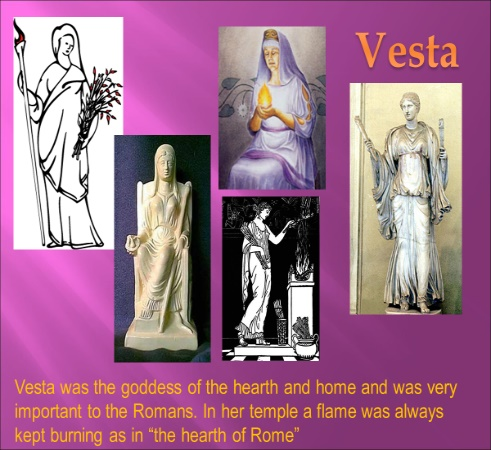 Vesta
Vesta was the goddess of the hearth and home and was very
important to the Romans. In her temple a flame was always
kept burning as in “the hearth of Rome”